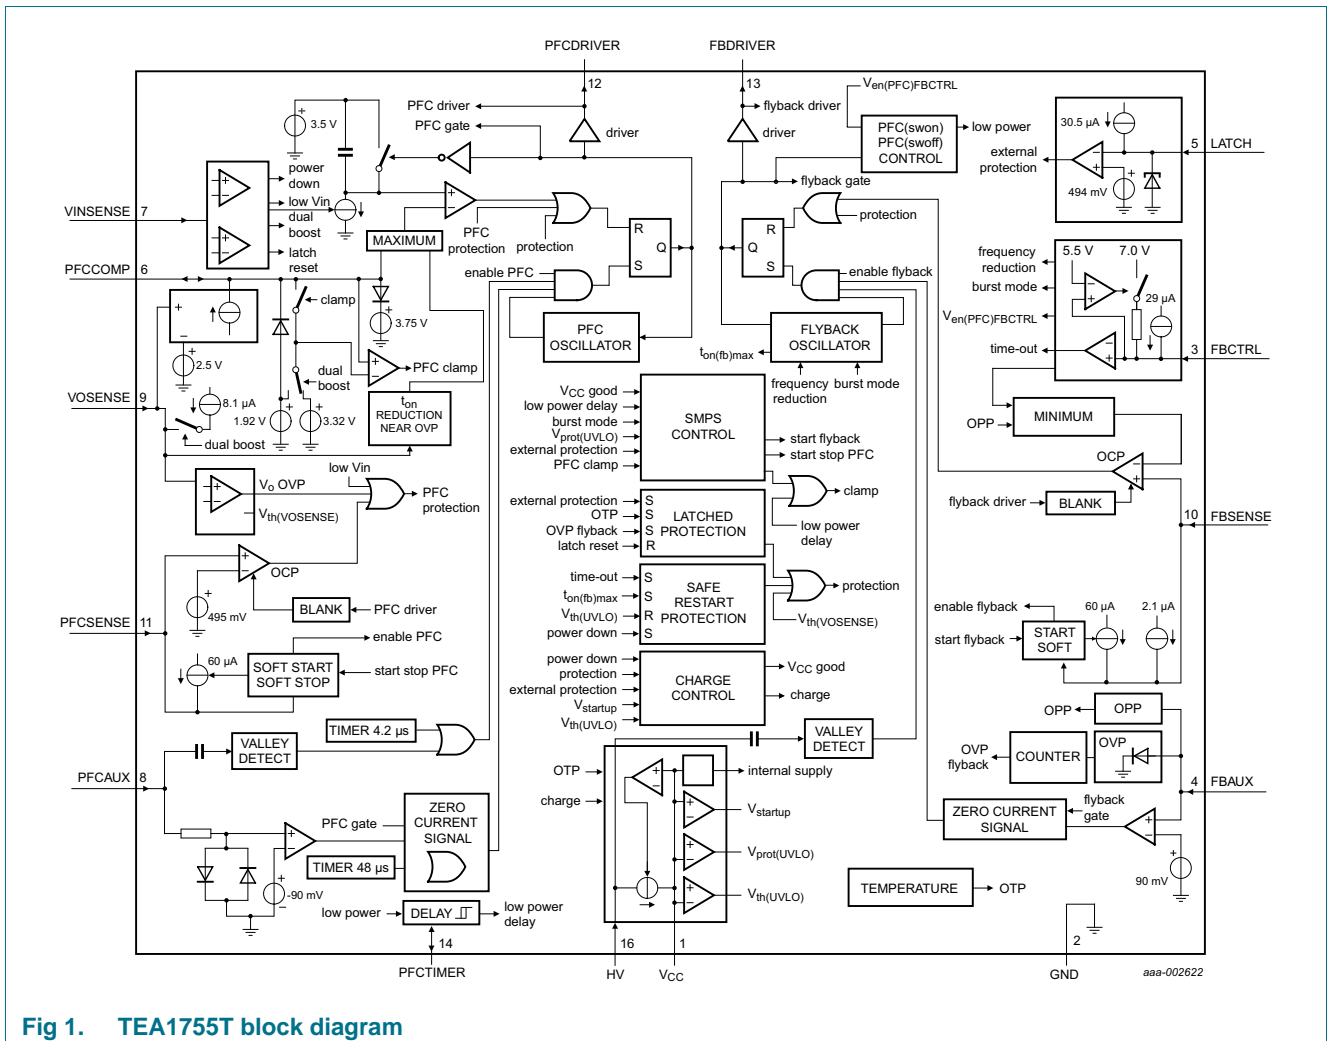 PFCDRIVER
FBDRIVER
12
13
Ven(PFC)FBCTRL
PFC driver
flyback driver
3.5 V
PFC gate
driver
driver
PFC(swon)
PFC(swoff)
CONTROL
low power
30.5 µA
5
LATCH
external
protection
494 mV
power
down
low Vin
dual
boost
latch
reset
VINSENSE
7
flyback gate
MAXIMUM
PFC
protection
protection
protection
R
Q
S
R
Q
S
PFCCOMP
6
enable PFC
enable flyback
frequency
reduction
5.5 V
7.0 V
burst mode
29 µA
Ven(PFC)FBCTRL
clamp
3.75 V
PFC
OSCILLATOR
FLYBACK
OSCILLATOR
time-out
3
FBCTRL
2.5 V
ton(fb)max
PFC clamp
frequency
reduction
burst mode
dual
boost
VOSENSE
9
8.1 µA
1.92 V
3.32 V
ton
REDUCTION
NEAR OVP
VCC good
low power delay
burst mode
Vprot(UVLO)
external protection
PFC clamp
SMPS
CONTROL
start flyback
start stop PFC
OPP
MINIMUM
dual boost
OCP
low Vin
Vo OVP
PFC
protection
Vth(VOSENSE)
clamp
flyback driver
BLANK
external protection
S
OTP
S
OVP flyback
S
latch reset
R
LATCHED
PROTECTION
low power
delay
10
FBSENSE
OCP
time-out
S
ton(fb)max
S
Vth(UVLO)
R
power down
S
SAFE
RESTART
PROTECTION
protection
Vth(VOSENSE)
495 mV
BLANK
PFC driver
PFCSENSE
11
enable PFC
enable flyback
60 µA
2.1 µA
start flyback
START
SOFT
60 µA
SOFT START
SOFT STOP
start stop PFC
power down
protection
external protection
Vstartup
Vth(UVLO)
CHARGE
CONTROL
VCC good
charge
OPP
OPP
TIMER 4.2 µs
VALLEY
DETECT
VALLEY
DETECT
OVP
flyback
COUNTER
OVP
PFCAUX
8
OTP
internal supply
charge
4
FBAUX
ZERO
CURRENT
SIGNAL
Vstartup
ZERO CURRENT
SIGNAL
flyback
gate
PFC gate
Vprot(UVLO)
TIMER 48 µs
90 mV
-90 mV
Vth(UVLO)
TEMPERATURE
OTP
low power
DELAY
low power
delay
14
16
1
2
PFCTIMER
HV
VCC
GND
aaa-002622
Fig 1. TEA1755T block diagram